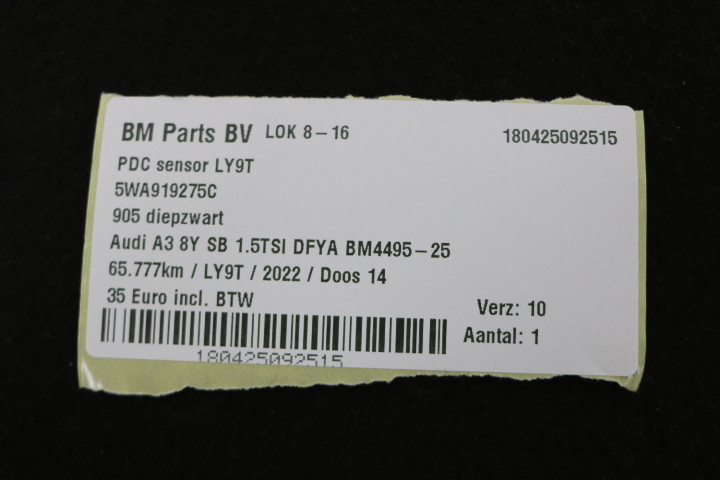 BM Parts BV LOK 8-16 180425092515
PDC sensor LY9T
5WA919275C
905 diepzwart
Audi A3 8Y SB 1.5TSI DFYA BM4495-25
65.777km / LY9T / 2022 / Doos 14
35 Euro incl. BTW Verz: 10
Aantal: 1
180425092515